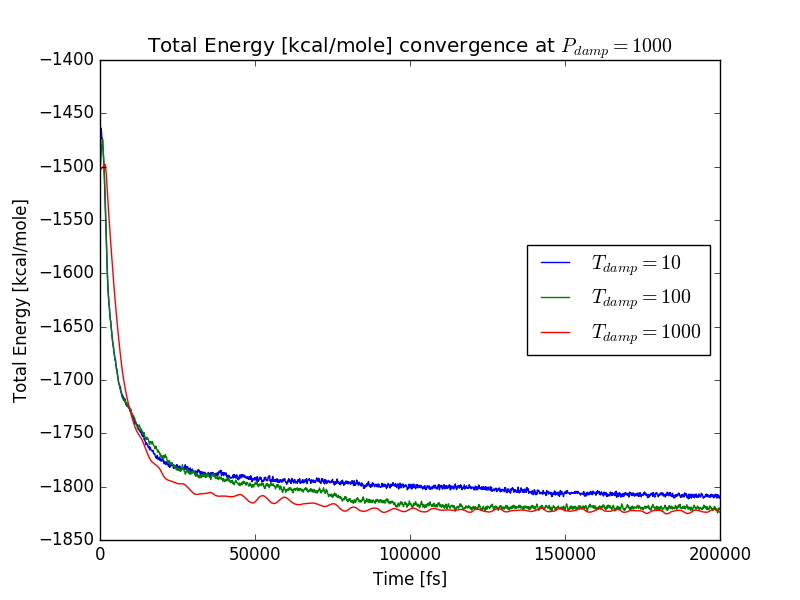 Total Energy [kcal/mole] convergence at P_damp = 1000
−1400
−1450
−1500
−1550
−1600
−1650
−1700
−1750
−1800
−1850
Total Energy [kcal/mole]
T_damp = 10
T_damp = 100
T_damp = 1000
0 50000 100000 150000 200000
Time [fs]